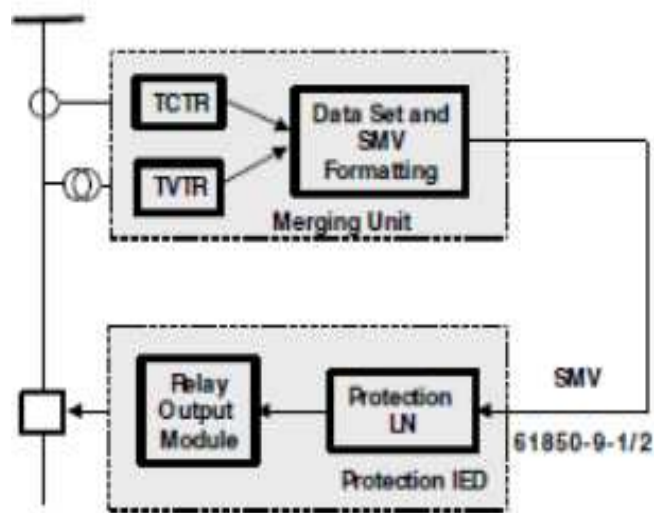 TCTR
TVTR
Data Set and
SMV
Formatting
Merging Unit
Relay
Output
Module
Protection
LN
Protection IED
SMV
61850-9-1/2